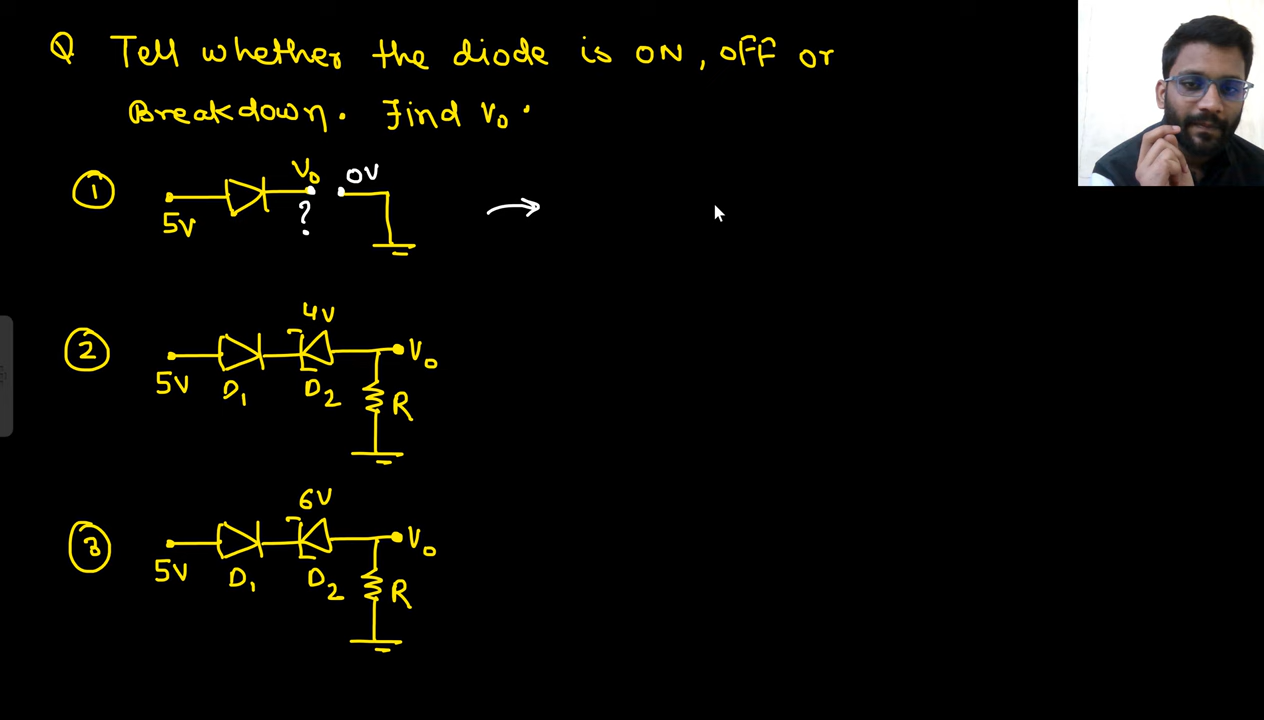 Q Tell whether the diode is ON, OFF or
Breakdown. Find V₀.
① V₀ 0V
5V ?
② 4V
5V D₁ D₂ R V₀
③ 6V
5V D₁ D₂ R V₀